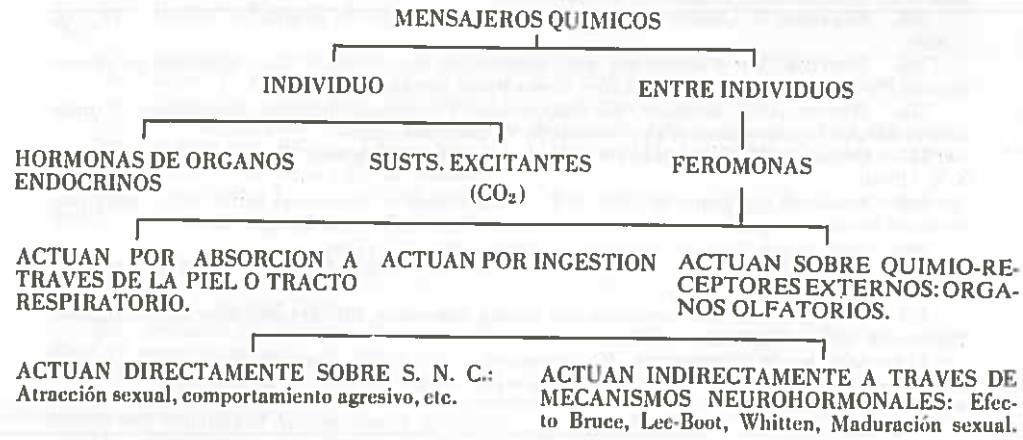 MENSAJEROS QUIMICOS
INDIVIDUO
ENTRE INDIVIDUOS
HORMONAS DE ORGANOS
ENDOCRINOS
SUSTS. EXCITANTES
(CO₂)
FEROMONAS
ACTUAN POR ABSORCION A
TRAVES DE LA PIEL O TRACTO
RESPIRATORIO.
ACTUAN POR INGESTION
ACTUAN SOBRE QUIMIO-RE-
CEPTORES EXTERNOS: ORGA-
NOS OLFATORIOS.
ACTUAN DIRECTAMENTE SOBRE S. N. C.:
Atracción sexual, comportamiento agresivo, etc.
ACTUAN INDIRECTAMENTE A TRAVES DE
MECANISMOS NEUROHORMONALES: Efec-
to Bruce, Lee-Boot, Whitten, Maduración sexual.